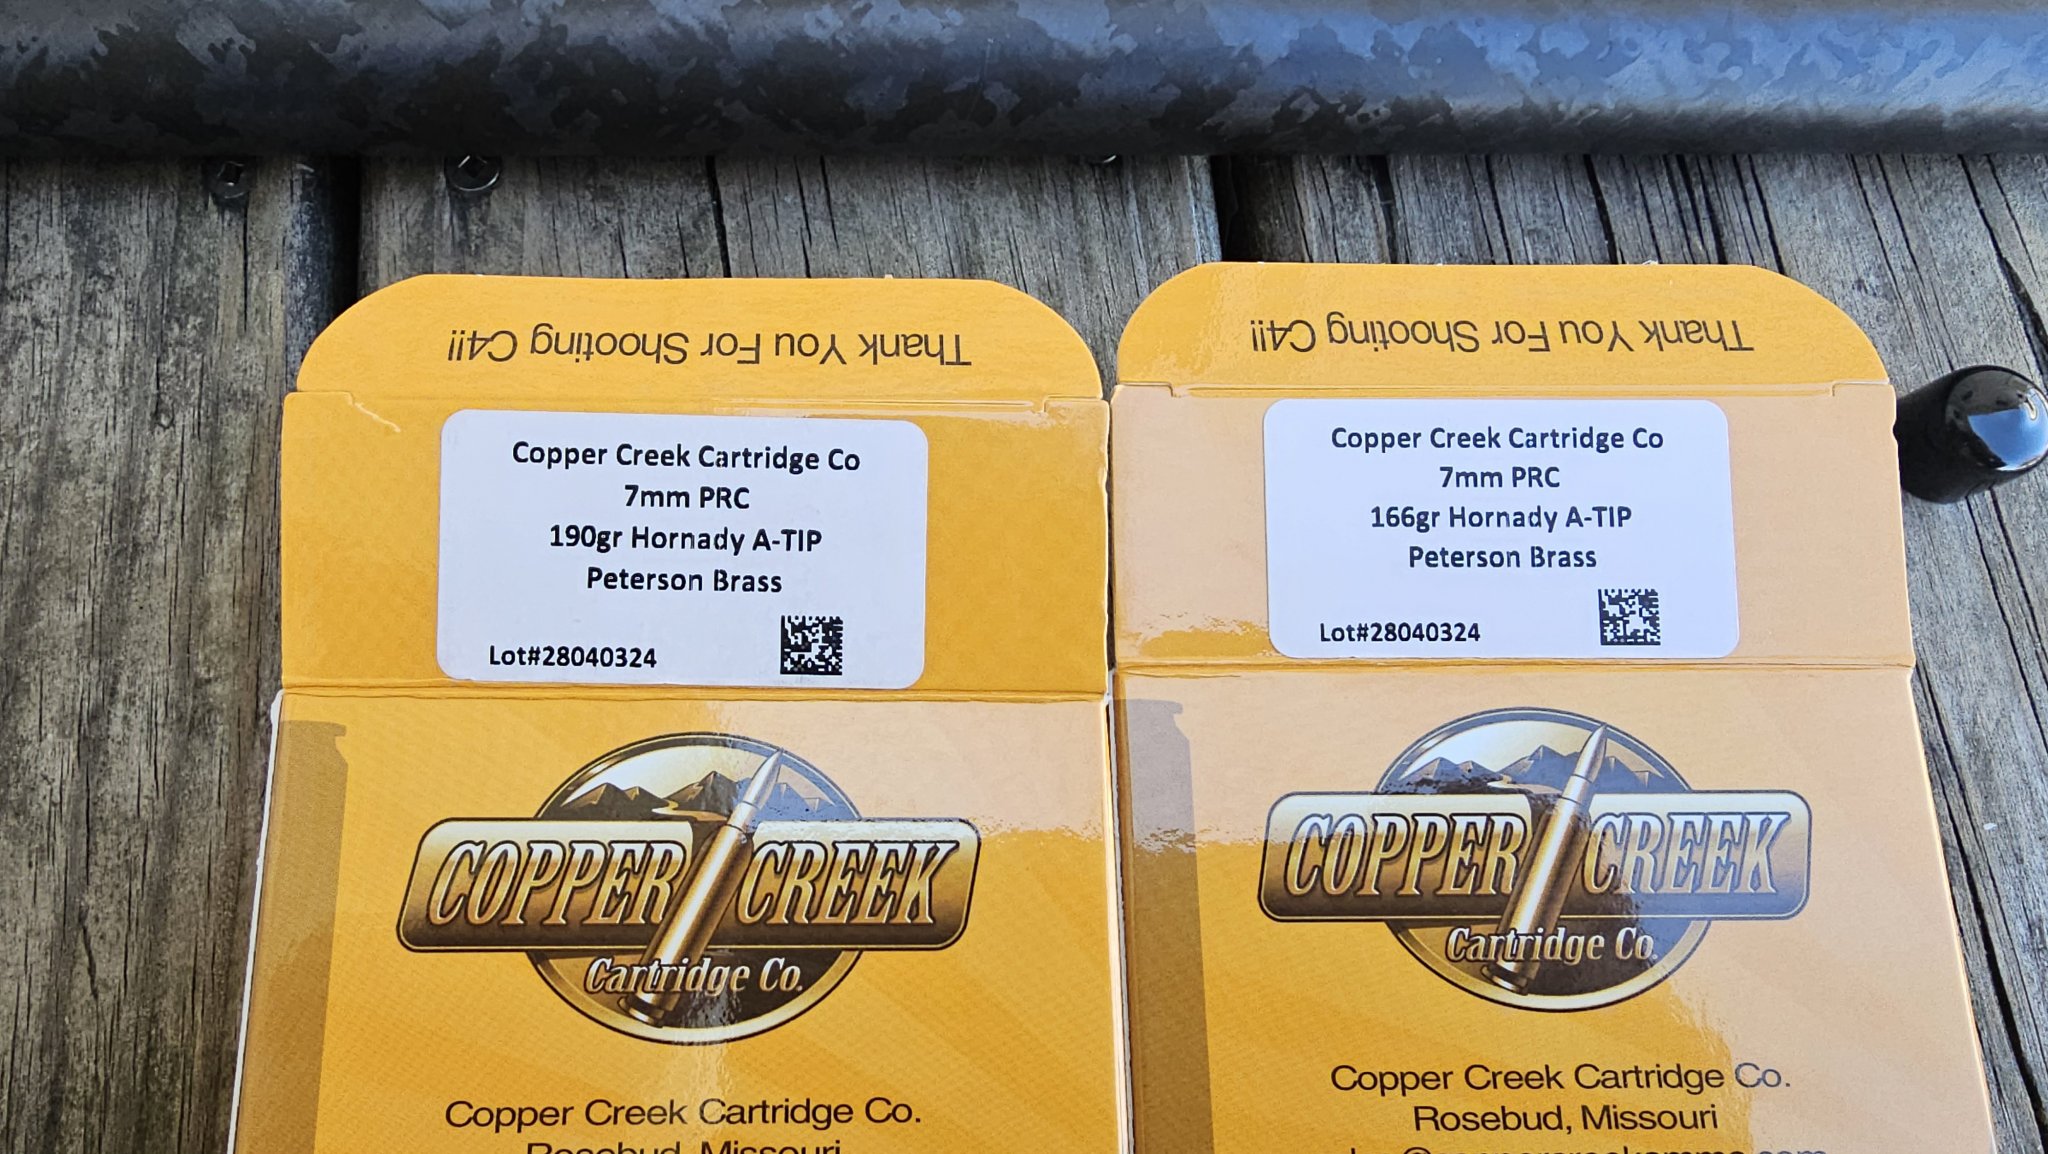 Thank You For Shooting C4!!
Copper Creek Cartridge Co
7mm PRC
190gr Hornady A-TIP
Peterson Brass
Lot#28040324
COPPER CREEK
Cartridge Co.
Copper Creek Cartridge Co.
Rosebud, Missouri
Thank You For Shooting C4!!
Copper Creek Cartridge Co
7mm PRC
166gr Hornady A-TIP
Peterson Brass
Lot#28040324
COPPER CREEK
Cartridge Co.
Copper Creek Cartridge Co.
Rosebud, Missouri